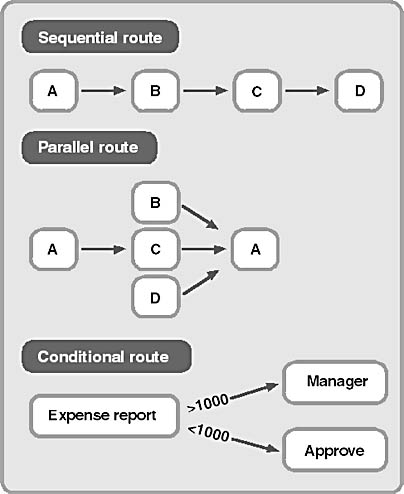 Sequential route
A B C D
Parallel route
B
A C A
D
Conditional route
Manager
Expense report >1000
<1000
Approve